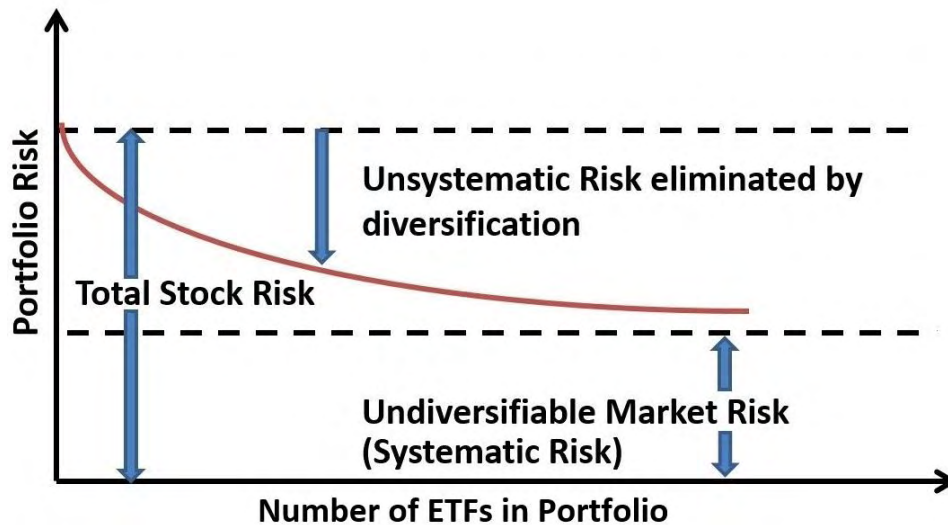 Portfolio Risk
Unsystematic Risk eliminated by
diversification
Total Stock Risk
Undiversifiable Market Risk
(Systematic Risk)
Number of ETFs in Portfolio